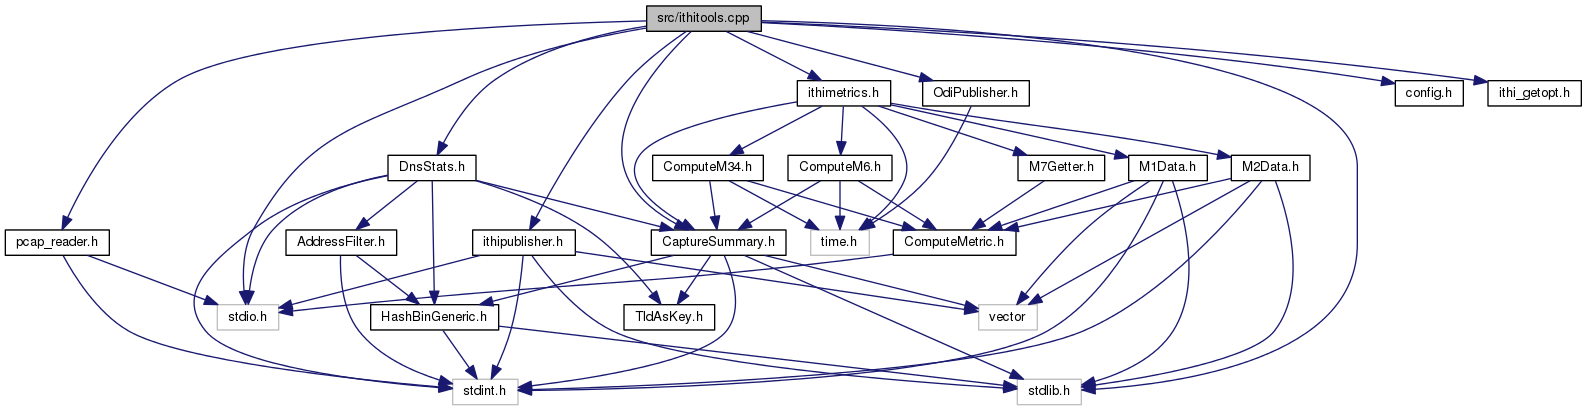 src/ithitools.cpp
ithimetrics.h
OdiPublisher.h
config.h
ithi_getopt.h
DnsStats.h
ComputeM34.h
ComputeM6.h
M7Getter.h
M1Data.h
M2Data.h
pcap_reader.h
AddressFilter.h
ithipublisher.h
CaptureSummary.h
time.h
ComputeMetric.h
stdio.h
HashBinGeneric.h
TldAsKey.h
vector
stdint.h
stdlib.h